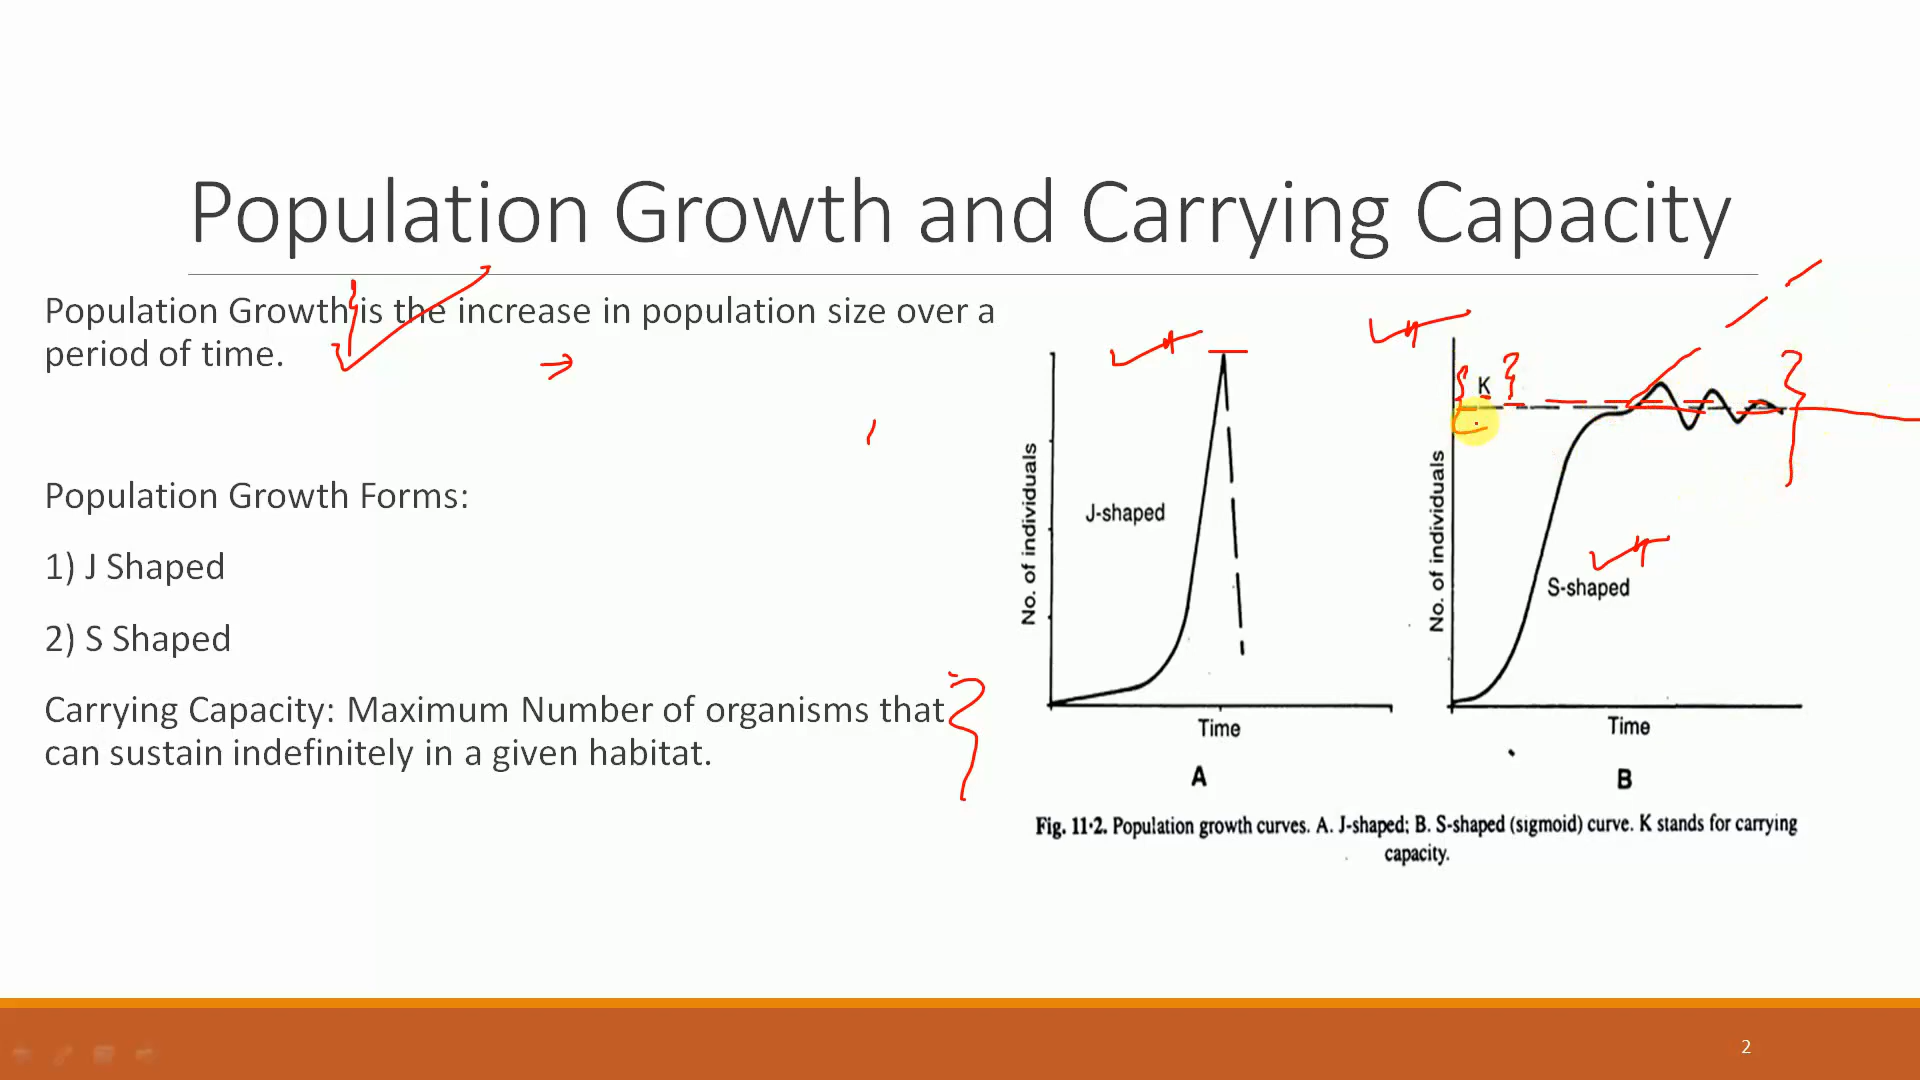 Population Growth and Carrying Capacity
Population Growth is the increase in population size over a
period of time.
Population Growth Forms:
1) J Shaped
2) S Shaped
Carrying Capacity: Maximum Number of organisms that
can sustain indefinitely in a given habitat.
No. of individuals
J-shaped
Time
A
No. of individuals
K
S-shaped
Time
B
Fig. 11·2. Population growth curves. A. J-shaped; B. S-shaped (sigmoid) curve. K stands for carrying
capacity.
2